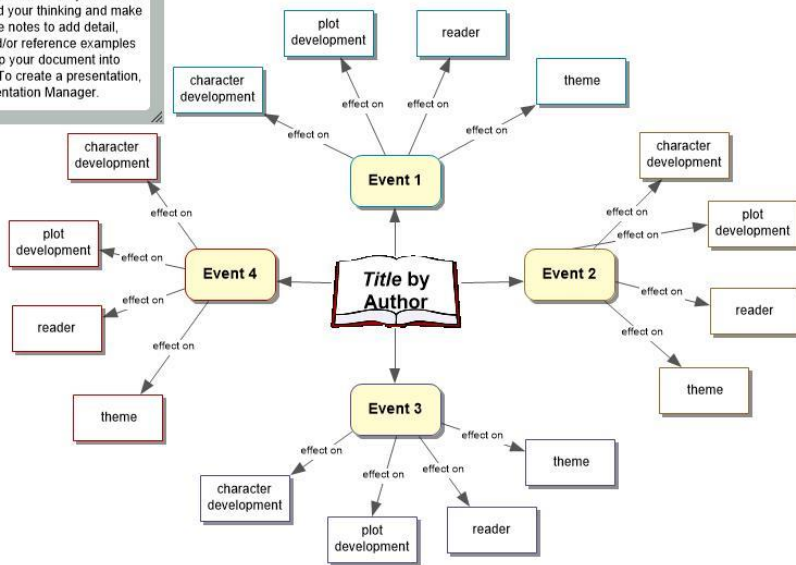 d your thinking and make
e notes to add detail,
d/or reference examples
p your document into
To create a presentation,
entation Manager.
plot
development
reader
character
development
theme
effect on
effect on
effect on
effect on
Event 1
character
development
plot
development
reader
theme
effect on
effect on
effect on
effect on
Event 4
Title by
Author
character
development
plot
development
reader
theme
effect on
effect on
effect on
effect on
Event 2
Event 3
effect on
effect on
effect on
effect on
character
development
plot
development
reader
theme